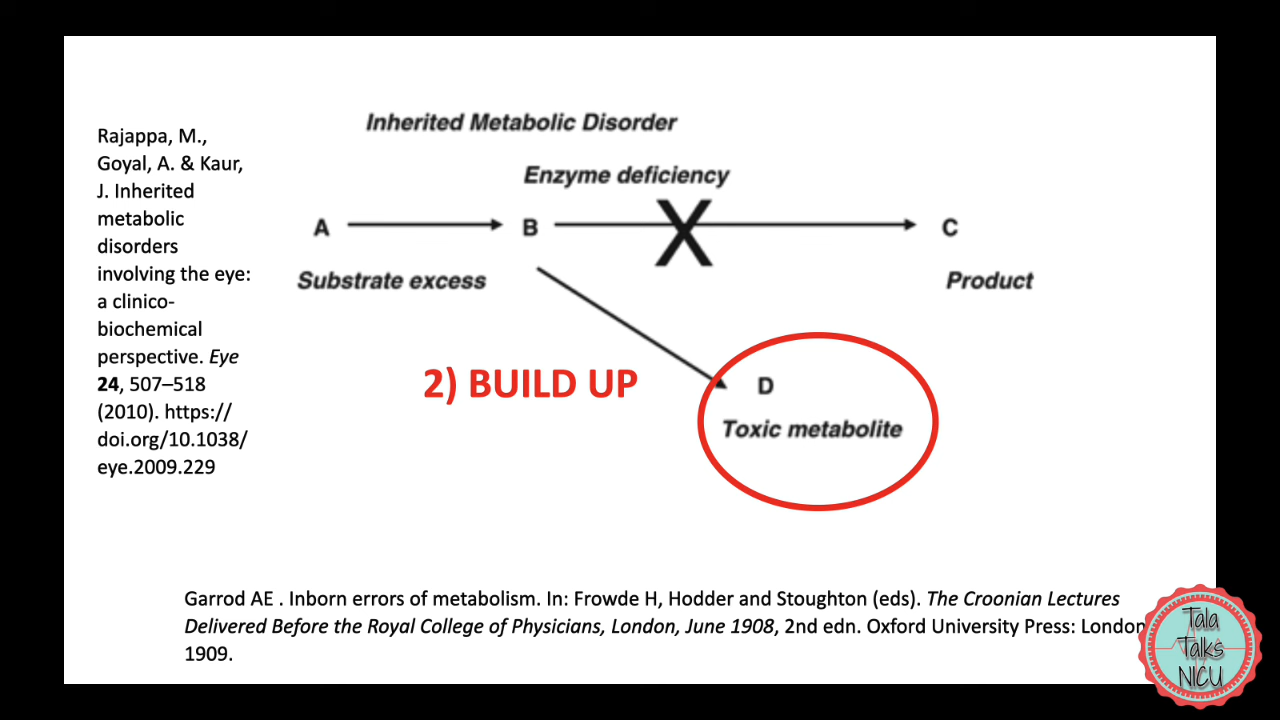 Inherited Metabolic Disorder
Rajappa, M.,
Goyal, A. & Kaur,
J. Inherited
metabolic
disorders
involving the eye:
a clinico-
biochemical
perspective. Eye
24, 507–518
(2010). https://
doi.org/10.1038/
eye.2009.229
Enzyme deficiency
A
B
X
C
Substrate excess
Product
2) BUILD UP
D
Toxic metabolite
Garrod AE . Inborn errors of metabolism. In: Frowde H, Hodder and Stoughton (eds). The Croonian Lectures
Delivered Before the Royal College of Physicians, London, June 1908, 2nd edn. Oxford University Press: London
1909.
Tala
Talks
NICU